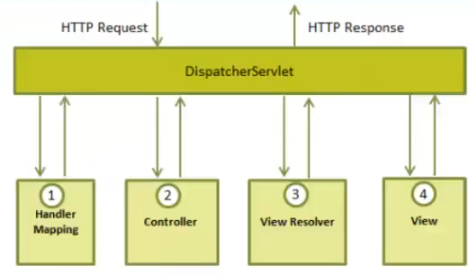 HTTP Request
HTTP Response
DispatcherServlet
1
Handler
Mapping
2
Controller
3
View Resolver
4
View